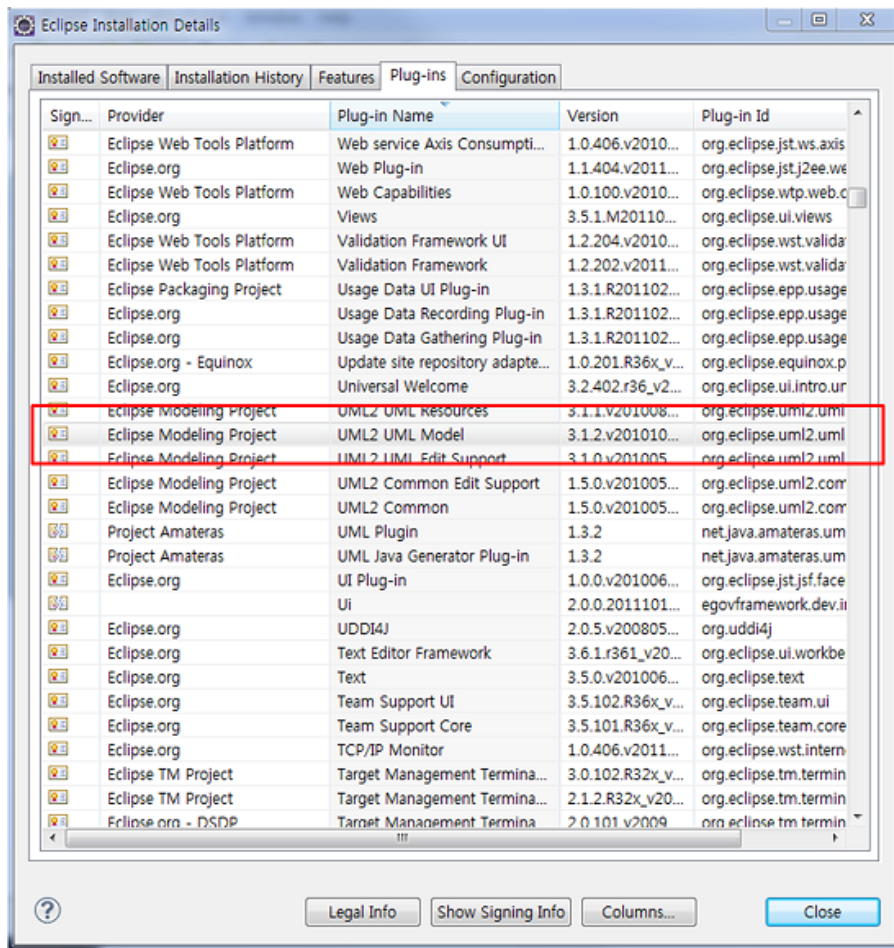 Eclipse Installation Details
Installed Software Installation History Features Plug-ins Configuration
Sign... Provider Plug-in Name Version Plug-in Id
Eclipse Web Tools Platform Web service Axis Consumpti... 1.0.406.v2010... org.eclipse.jst.ws.axis
Eclipse.org Web Plug-in 1.1.404.v2011... org.eclipse.jst.j2ee.we
Eclipse Web Tools Platform Web Capabilities 1.0.100.v2010... org.eclipse.wtp.web.c
Eclipse.org Views 3.5.1.M20110... org.eclipse.ui.views
Eclipse Web Tools Platform Validation Framework UI 1.2.204.v2010... org.eclipse.wst.valida
Eclipse Web Tools Platform Validation Framework 1.2.202.v2011... org.eclipse.wst.valida
Eclipse Packaging Project Usage Data UI Plug-in 1.3.1.R201102... org.eclipse.epp.usage
Eclipse.org Usage Data Recording Plug-in 1.3.1.R201102... org.eclipse.epp.usage
Eclipse.org Usage Data Gathering Plug-in 1.3.1.R201102... org.eclipse.epp.usage
Eclipse.org - Equinox Update site repository adapte... 1.0.201.R36x_v... org.eclipse.equinox.p
Eclipse.org Universal Welcome 3.2.402.r36_v2... org.eclipse.ui.intro.un
Eclipse Modeling Project UML2 UML Resources 3.1.1.v201008... org.eclipse.uml2.uml
Eclipse Modeling Project UML2 UML Model 3.1.2.v201010... org.eclipse.uml2.uml
Eclipse Modeling Project UML2 UML Edit Support 3.1.0.v201005... org.eclipse.uml2.uml
Eclipse Modeling Project UML2 Common Edit Support 1.5.0.v201005... org.eclipse.uml2.com
Eclipse Modeling Project UML2 Common 1.5.0.v201005... org.eclipse.uml2.com
Project Amateras UML Plugin 1.3.2 net.java.amateras.um
Project Amateras UML Java Generator Plug-in 1.3.2 net.java.amateras.um
Eclipse.org UI Plug-in 1.0.0.v201006... org.eclipse.jst.jsf.face
Ui 2.0.0.2011101... egovframework.dev.i
Eclipse.org UDDI4J 2.0.5.v200805... org.uddi4j
Eclipse.org Text Editor Framework 3.6.1.r361_v20... org.eclipse.ui.workbe
Eclipse.org Text 3.5.0.v201006... org.eclipse.text
Eclipse.org Team Support UI 3.5.102.R36x_v... org.eclipse.team.ui
Eclipse.org Team Support Core 3.5.101.R36x_v... org.eclipse.team.core
Eclipse.org TCP/IP Monitor 1.0.406.v2011... org.eclipse.wst.intern
Eclipse TM Project Target Management Termina... 3.0.102.R32x_v... org.eclipse.tm.termin
Eclipse TM Project Target Management Termina... 2.1.2.R32x_v20... org.eclipse.tm.termin
Eclipse.org - DSDP Target Management Termina 2.0.101.v2009 org.eclipse.tm.termin
Legal Info Show Signing Info Columns... Close